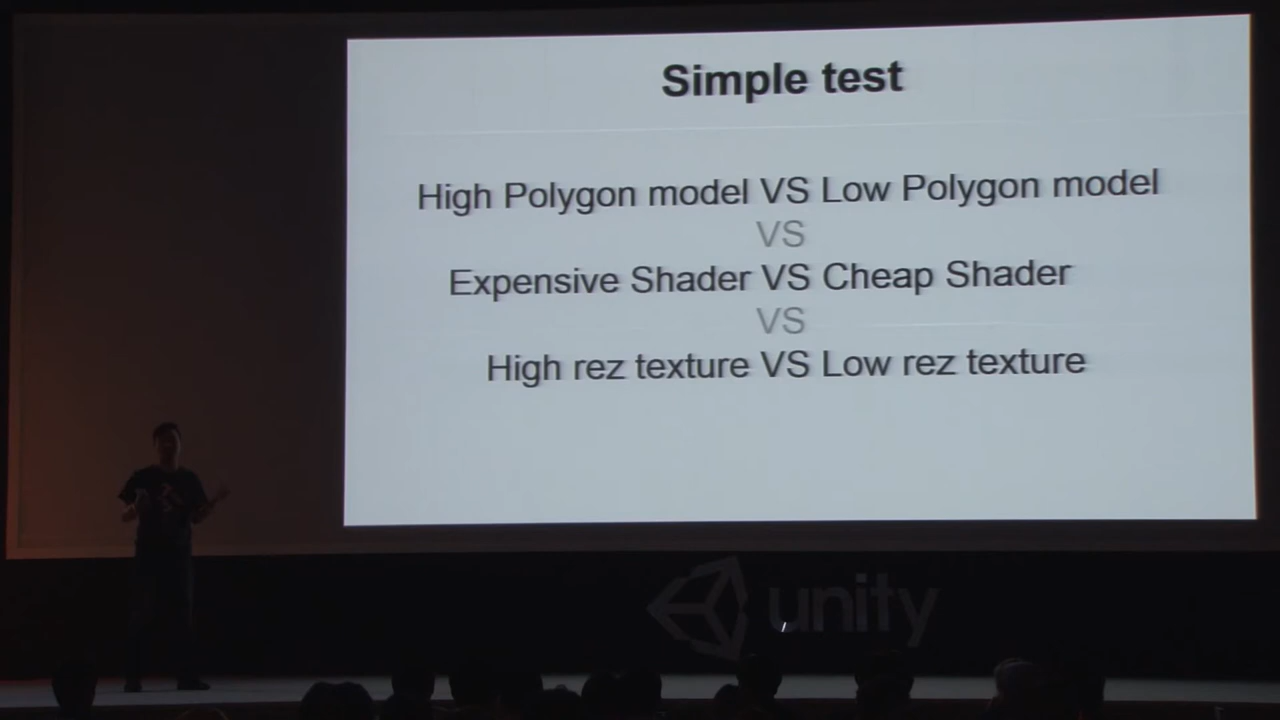 Simple test
High Polygon model VS Low Polygon model
VS
Expensive Shader VS Cheap Shader
VS
High rez texture VS Low rez texture
unity